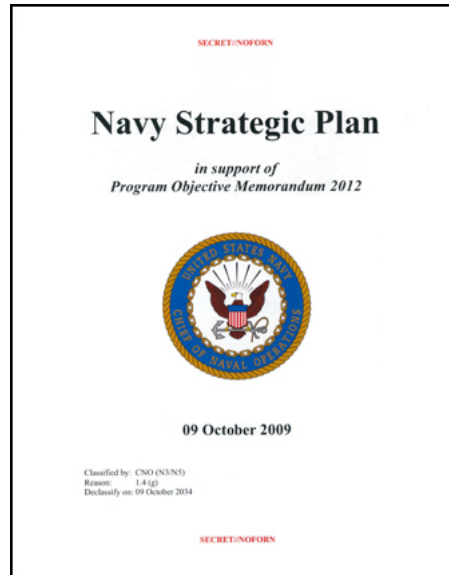 SECRET//NOFORN
Navy Strategic Plan
in support of
Program Objective Memorandum 2012
UNITED STATES NAVY
CHIEF OF NAVAL OPERATIONS
09 October 2009
Classified by: CNO (N3/N5)
Reason: 1.4 (g)
Declassify on: 09 October 2034
SECRET//NOFORN